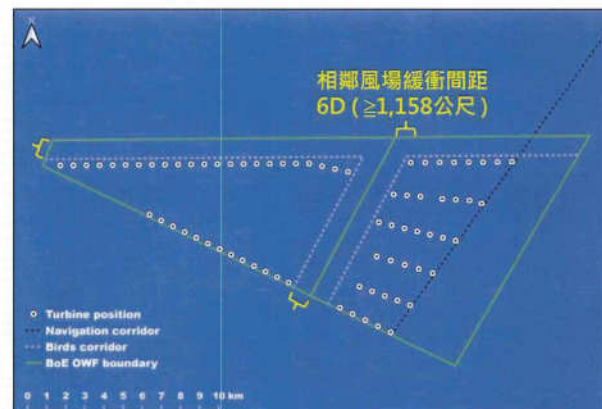 相鄰風場緩衝間距
6D (≧1,158公尺)
Turbine position
Navigation corridor
Birds corridor
BoE OWF boundary
0 1 2 3 4 5 6 7 8 9 10 km